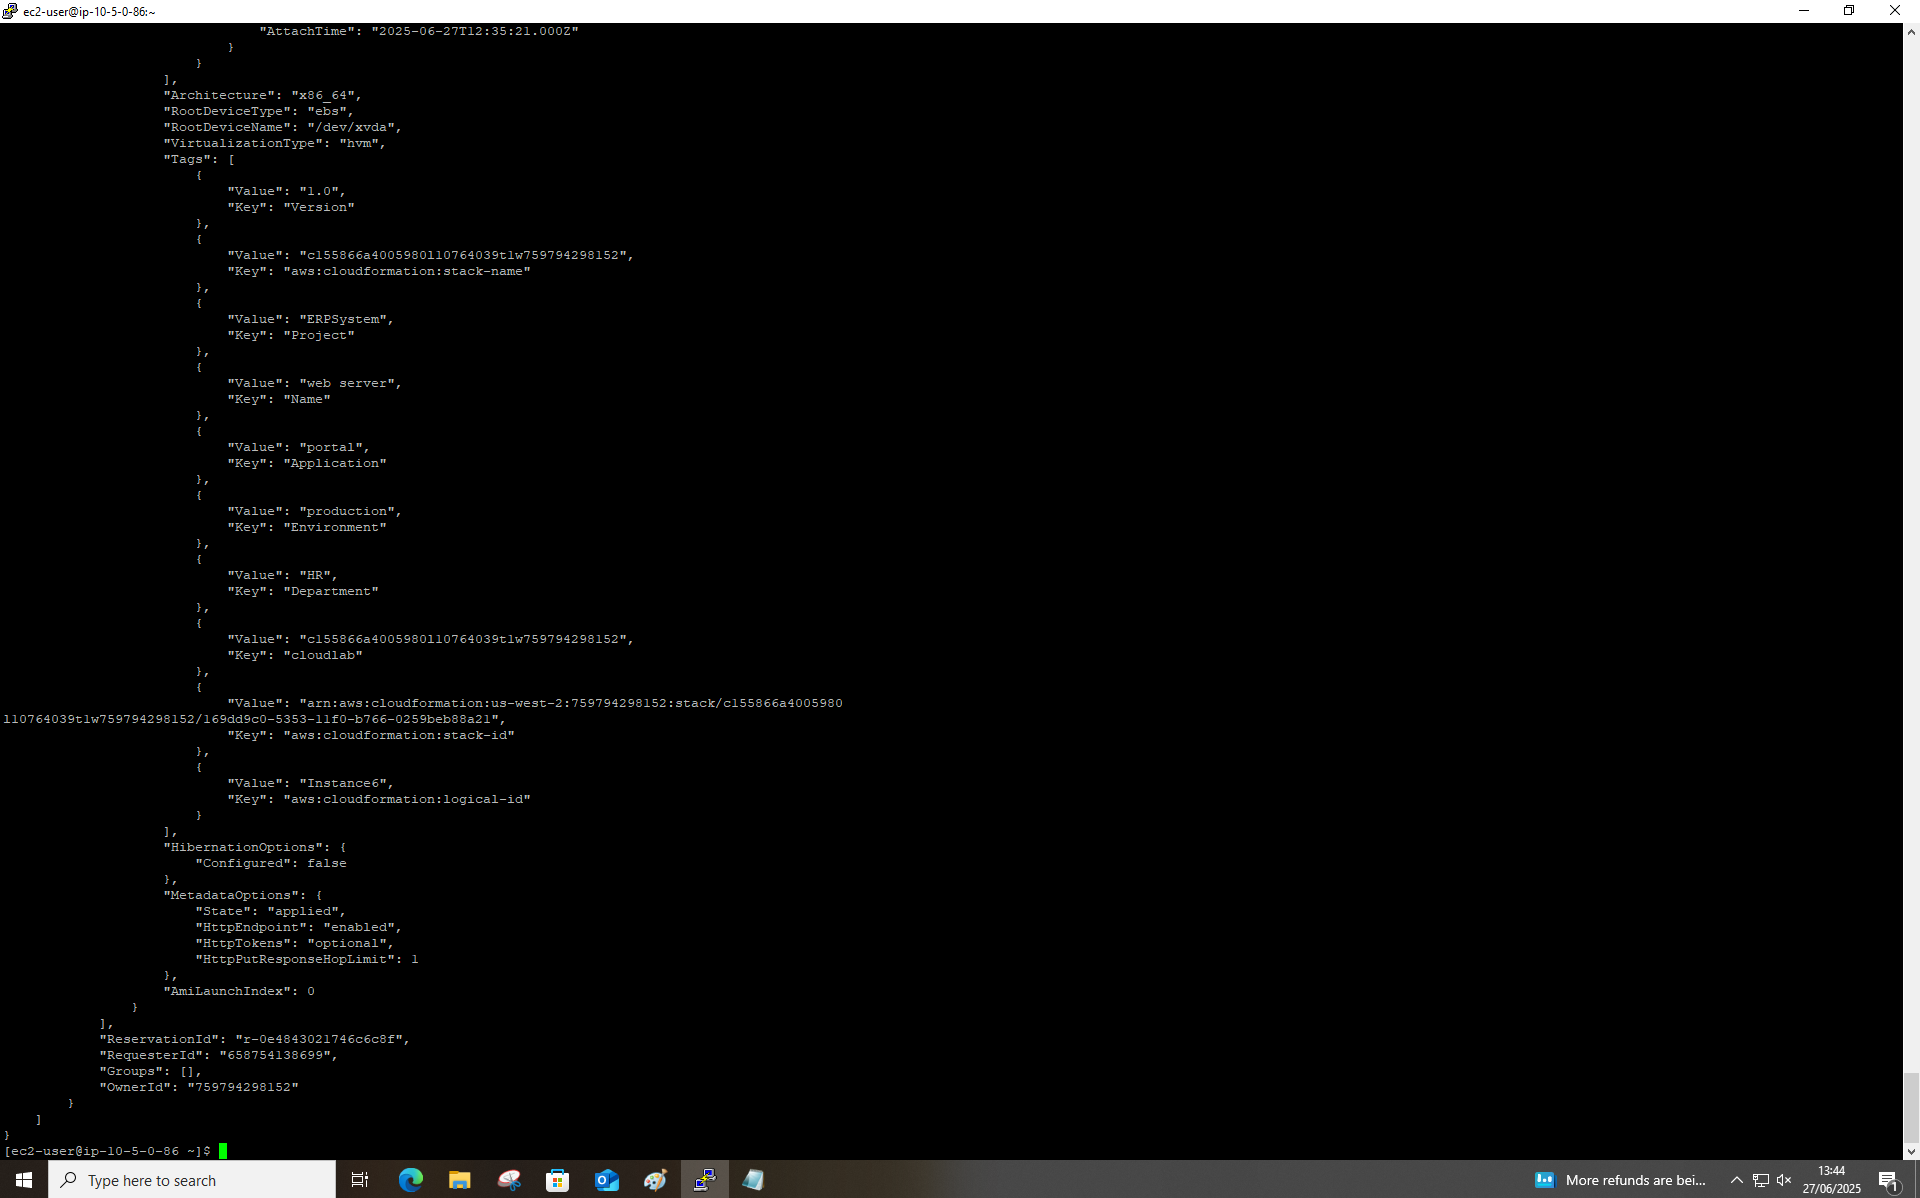 ec2-user@ip-10-5-0-86:~
"AttachTime": "2025-06-27T12:35:21.000Z"
}
}
],
"Architecture": "x86_64",
"RootDeviceType": "ebs",
"RootDeviceName": "/dev/xvda",
"VirtualizationType": "hvm",
"Tags": [
{
"Value": "1.0",
"Key": "Version"
},
{
"Value": "c155866a4005980l10764039t1w759794298152",
"Key": "aws:cloudformation:stack-name"
},
{
"Value": "ERPSystem",
"Key": "Project"
},
{
"Value": "web server",
"Key": "Name"
},
{
"Value": "portal",
"Key": "Application"
},
{
"Value": "production",
"Key": "Environment"
},
{
"Value": "HR",
"Key": "Department"
},
{
"Value": "c155866a4005980l10764039t1w759794298152",
"Key": "cloudlab"
},
{
"Value": "arn:aws:cloudformation:us-west-2:759794298152:stack/c155866a4005980
l10764039t1w759794298152/169dd9c0-5353-11f0-b766-0259beb88a21",
"Key": "aws:cloudformation:stack-id"
},
{
"Value": "Instance6",
"Key": "aws:cloudformation:logical-id"
}
],
"HibernationOptions": {
"Configured": false
},
"MetadataOptions": {
"State": "applied",
"HttpEndpoint": "enabled",
"HttpTokens": "optional",
"HttpPutResponseHopLimit": 1
},
"AmiLaunchIndex": 0
}
],
"ReservationId": "r-0e4843021746c6c8f",
"RequesterId": "658754138699",
"Groups": [],
"OwnerId": "759794298152"
}
]
}
[ec2-user@ip-10-5-0-86 ~]$
Type here to search
More refunds are bei...
13:44
27/06/2025
1